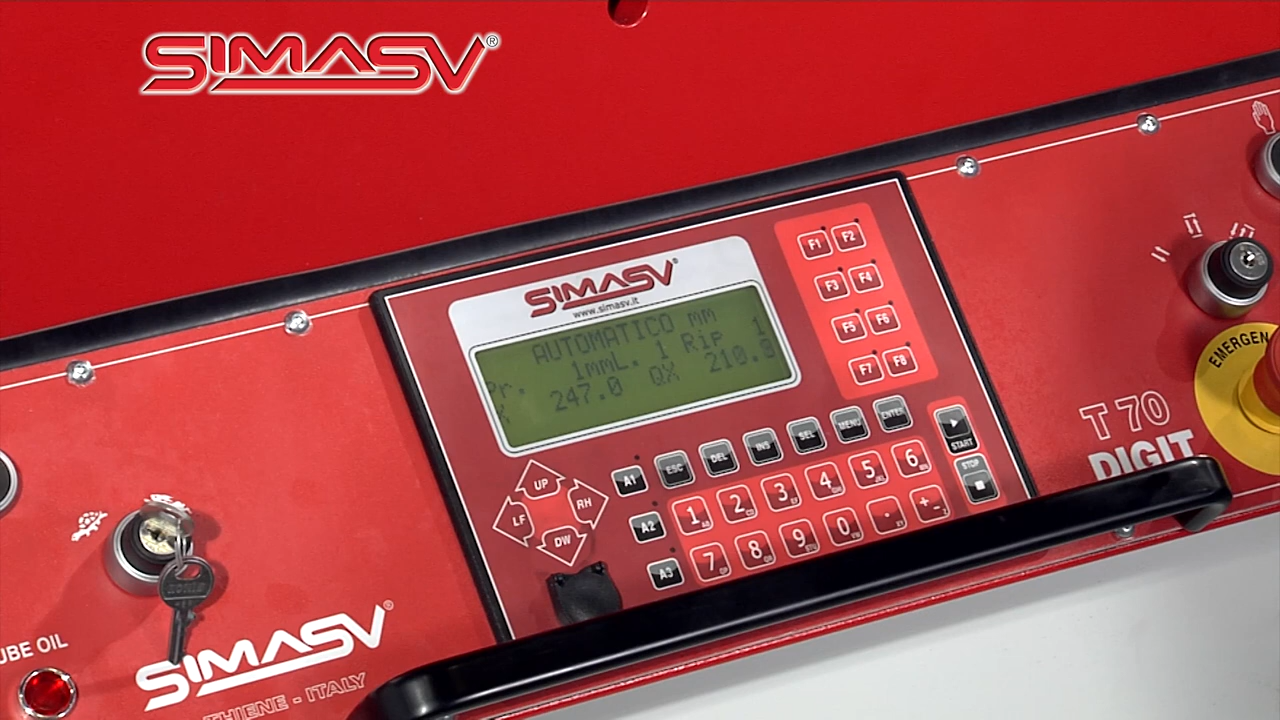 SIMASV®
SIMASV®
www.simasv.it
AUTOMATICO mm
Pr. 1mmL. 1 Rip 1
X 247.0 QX 210.0
F1 F2
F3 F4
F5 F6
F7 F8
UP
LF RH
DW
A1 ESC DEL INS SEL MENU ENTER
START
STOP
A2 1 2 3 4 5 6
A3 7 8 9 0 . +-
EMERGEN
T 70
DIGIT
UBE OIL
SIMASV®
THIENE - ITALY